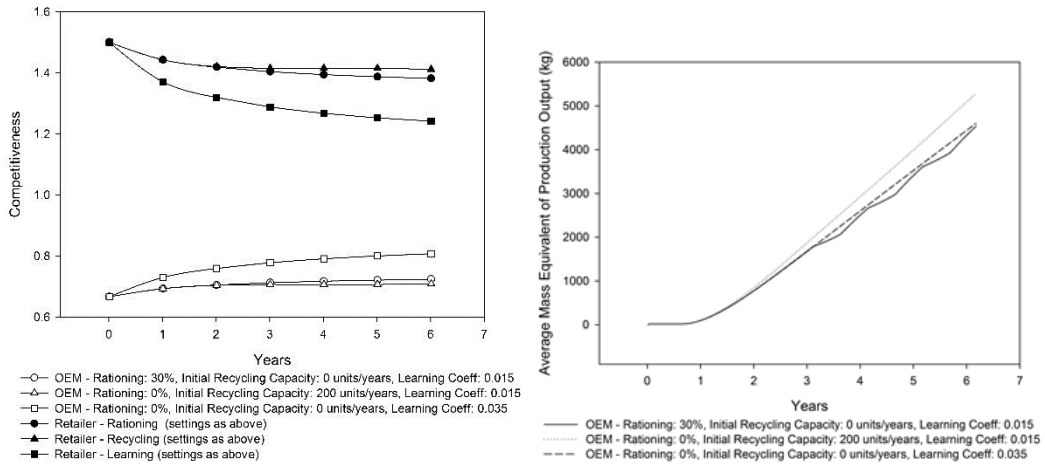 1.6
1.4
1.2
1.0
0.8
0.6
Competitiveness
0 1 2 3 4 5 6 7
Years
OEM - Rationing: 30%, Initial Recycling Capacity: 0 units/years, Learning Coeff: 0.015
OEM - Rationing: 0%, Initial Recycling Capacity: 200 units/years, Learning Coeff: 0.015
OEM - Rationing: 0%, Initial Recycling Capacity: 0 units/years, Learning Coeff: 0.035
Retailer - Rationing (settings as above)
Retailer - Recycling (settings as above)
Retailer - Learning (settings as above)
6000
5000
4000
3000
2000
1000
0
Average Mass Equivalent of Production Output (kg)
0 1 2 3 4 5 6 7
Years
OEM - Rationing: 30%, Initial Recycling Capacity: 0 units/years, Learning Coeff: 0.015
OEM - Rationing: 0%, Initial Recycling Capacity: 200 units/years, Learning Coeff: 0.015
OEM - Rationing: 0%, Initial Recycling Capacity: 0 units/years, Learning Coeff: 0.035